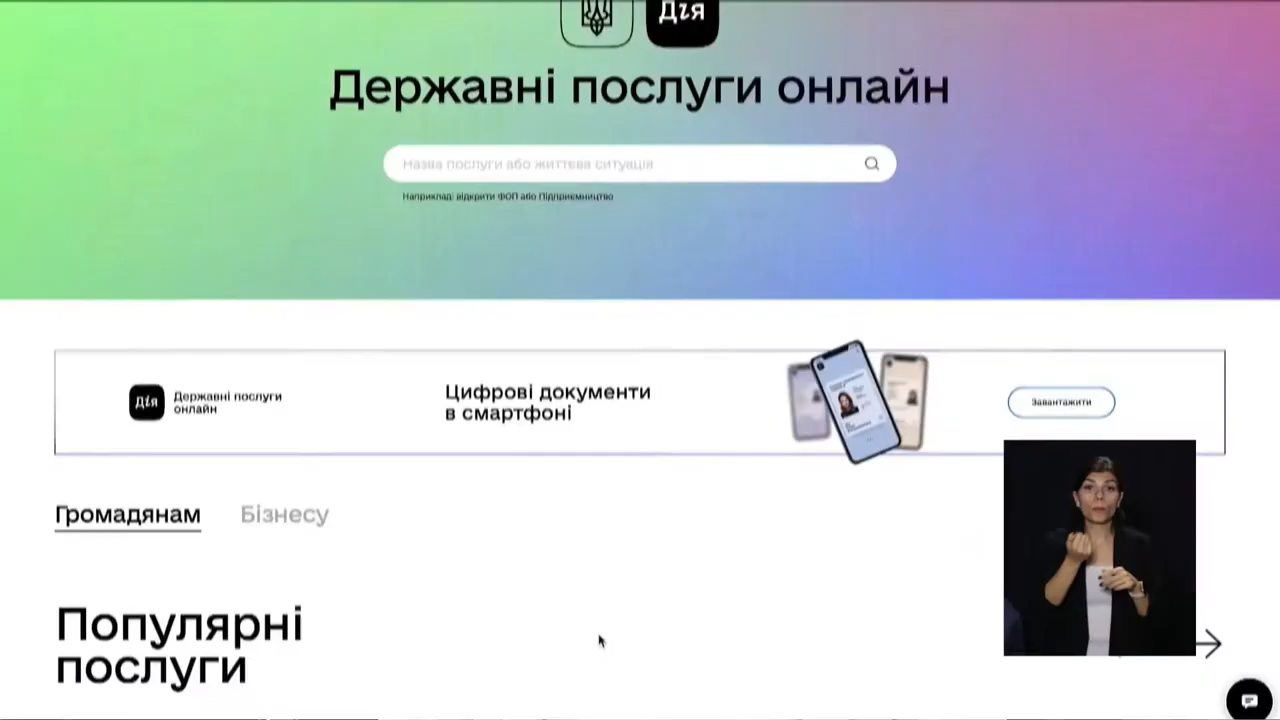 Дія
Державні послуги онлайн
Назва послуги або життєва ситуація
Наприклад: відкрити ФОП або Підприємництво
Дія
Державні послуги
онлайн
Цифрові документи
в смартфоні
Завантажити
Громадянам
Бізнесу
Популярні
послуги